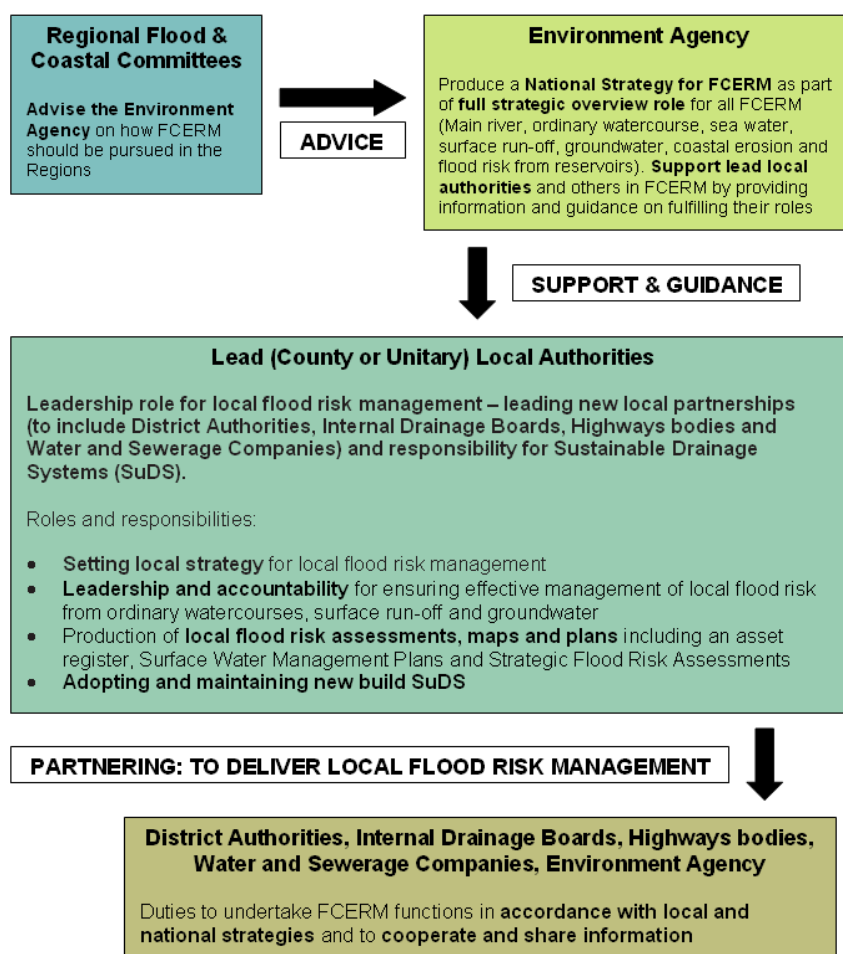 Regional Flood &
Coastal Committees
Advise the Environment
Agency on how FCERM
should be pursued in the
Regions
ADVICE
Environment Agency
Produce a National Strategy for FCERM as part
of full strategic overview role for all FCERM
(Main river, ordinary watercourse, sea water,
surface run-off, groundwater, coastal erosion and
flood risk from reservoirs). Support lead local
authorities and others in FCERM by providing
information and guidance on fulfilling their roles
SUPPORT & GUIDANCE
Lead (County or Unitary) Local Authorities
Leadership role for local flood risk management – leading new local partnerships
(to include District Authorities, Internal Drainage Boards, Highways bodies and
Water and Sewerage Companies) and responsibility for Sustainable Drainage
Systems (SuDS).
Roles and responsibilities:
• Setting local strategy for local flood risk management
• Leadership and accountability for ensuring effective management of local flood risk
from ordinary watercourses, surface run-off and groundwater
• Production of local flood risk assessments, maps and plans including an asset
register, Surface Water Management Plans and Strategic Flood Risk Assessments
• Adopting and maintaining new build SuDS
PARTNERING: TO DELIVER LOCAL FLOOD RISK MANAGEMENT
District Authorities, Internal Drainage Boards, Highways bodies,
Water and Sewerage Companies, Environment Agency
Duties to undertake FCERM functions in accordance with local and
national strategies and to cooperate and share information